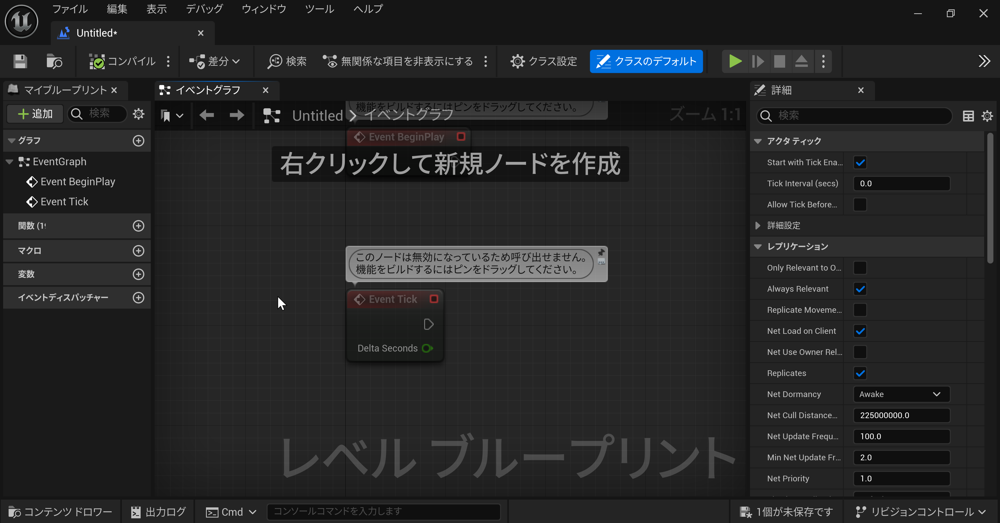 ファイル 編集 表示 デバッグ ウィンドウ ツール ヘルプ
Untitled*
コンパイル 差分 検索 無関係な項目を非表示にする クラス設定 クラスのデフォルト
マイブループリント
追加 検索
グラフ
EventGraph
Event BeginPlay
Event Tick
関数
マクロ
変数
イベントディスパッチャー
イベントグラフ
機能をビルドするにはピンをドラッグしてください。
Untitled イベントグラフ
ズーム 1:1
Event BeginPlay
右クリックして新規ノードを作成
このノードは無効になっているため呼び出せません。
機能をビルドするにはピンをドラッグしてください。
Event Tick
Delta Seconds
レベル ブループリント
詳細
検索
アクタ ティック
Start with Tick Ena...
Tick Interval (secs) 0.0
Allow Tick Before...
詳細設定
レプリケーション
Only Relevant to O...
Always Relevant
Replicate Moveme...
Net Load on Client
Net Use Owner Rel...
Replicates
Net Dormancy Awake
Net Cull Distance... 225000000.0
Net Update Frequ... 100.0
Min Net Update Fr... 2.0
Net Priority 1.0
コンテンツ ドロワー 出力ログ Cmd コンソールコマンドを入力します 1個が未保存です リビジョンコントロール